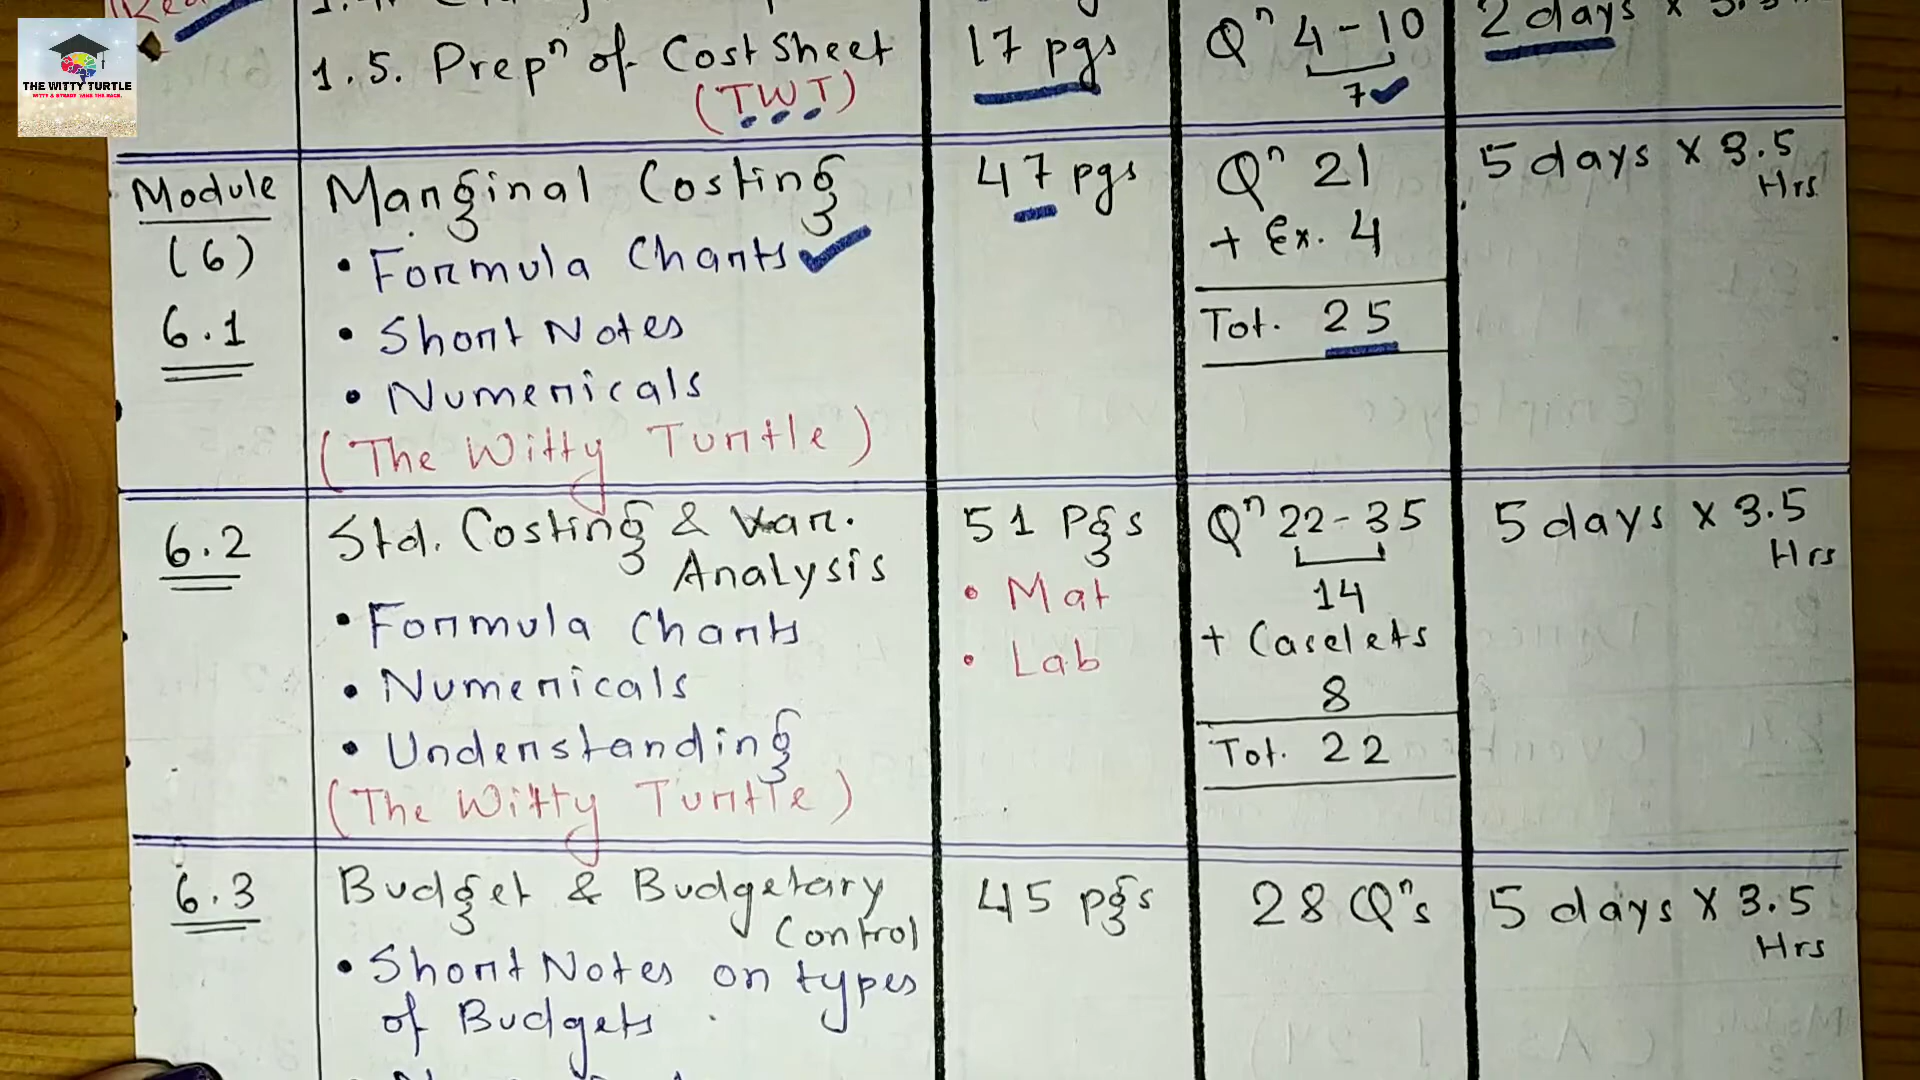 THE WITTY TURTLE
1.5. Prepⁿ of Cost Sheet
(TWT)
17 pgs
Qⁿ 4-10
7
2 days x
Module
(6)
6.1
Marginal Costing
• Formula Charts
• Short Notes
• Numericals
(The Witty Turtle)
47 pgs
Qⁿ 21
+ Ex. 4
Tot. 25
5 days x 3.5
Hrs
6.2
Std. Costing & Var.
Analysis
• Formula Charts
• Numericals
• Understanding
(The Witty Turtle)
51 Pgs
• Mat
• Lab
Qⁿ 22-35
14
+ Caselets
8
Tot. 22
5 days x 3.5
Hrs
6.3
Budget & Budgetary
Control
• Short Notes on types
of Budgets
45 pgs
28 Qⁿs
5 days x 3.5
Hrs